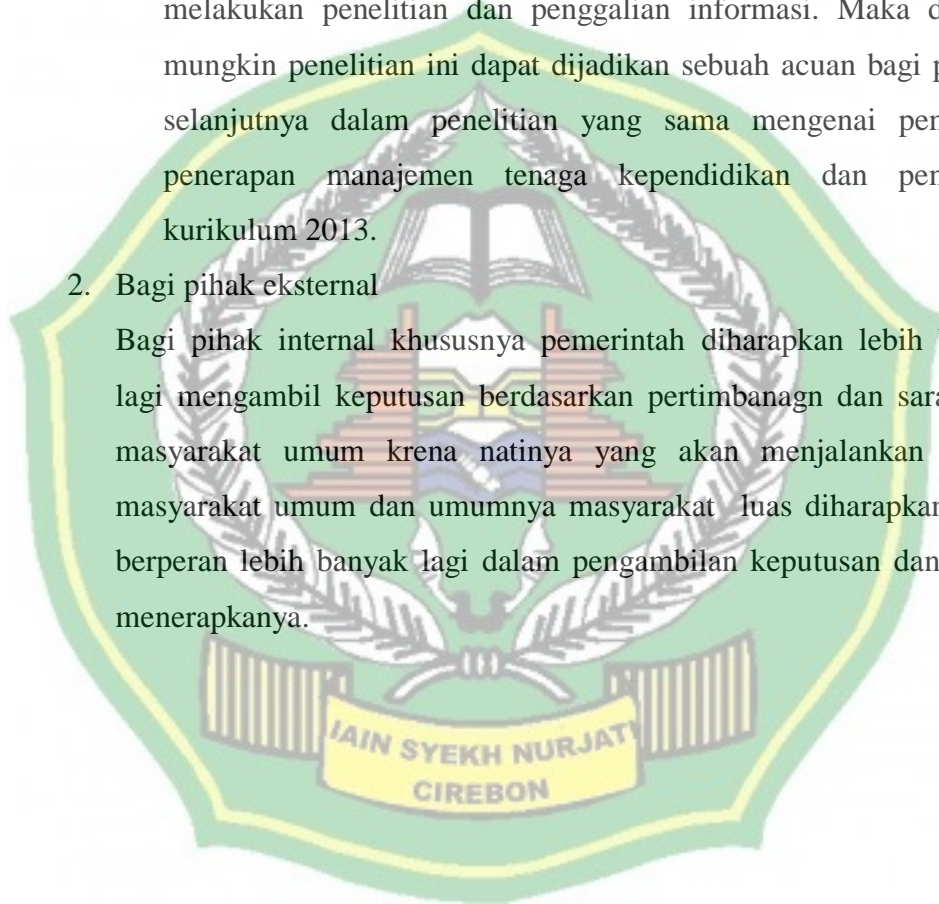 melakukan penelitian dan penggalian informasi. Maka
mungkin penelitian ini dapat dijadikan sebuah acuan bagi
selanjutnya dalam penelitian yang sama mengenai
penerapan manajemen tenaga kependidikan dan
kurikulum 2013.
2. Bagi pihak eksternal
Bagi pihak internal khususnya pemerintah diharapkan lebih
lagi mengambil keputusan berdasarkan pertimbanagn dan
masyarakat umum krena natinya yang akan menjalankan
masyarakat umum dan umumnya masyarakat luas diharapkan
berperan lebih banyak lagi dalam pengambilan keputusan dan
menerapkanya.
IAIN SYEKH NURJATI
CIREBON